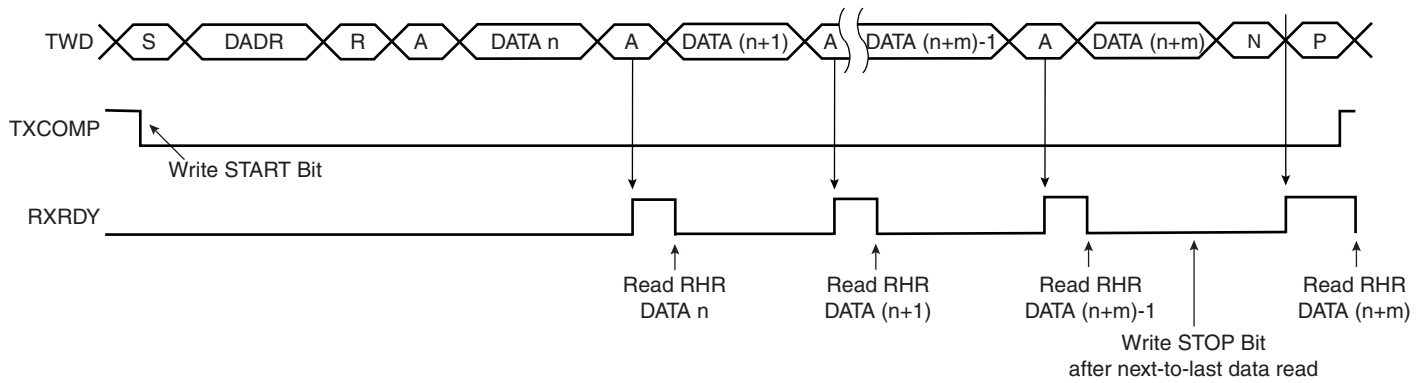 TWD S DADR R A DATA n A DATA (n+1) A DATA (n+m)-1 A DATA (n+m) N P
TXCOMP
Write START Bit
RXRDY
Read RHR Read RHR Read RHR Read RHR
DATA n DATA (n+1) DATA (n+m)-1 DATA (n+m)
Write STOP Bit
after next-to-last data read